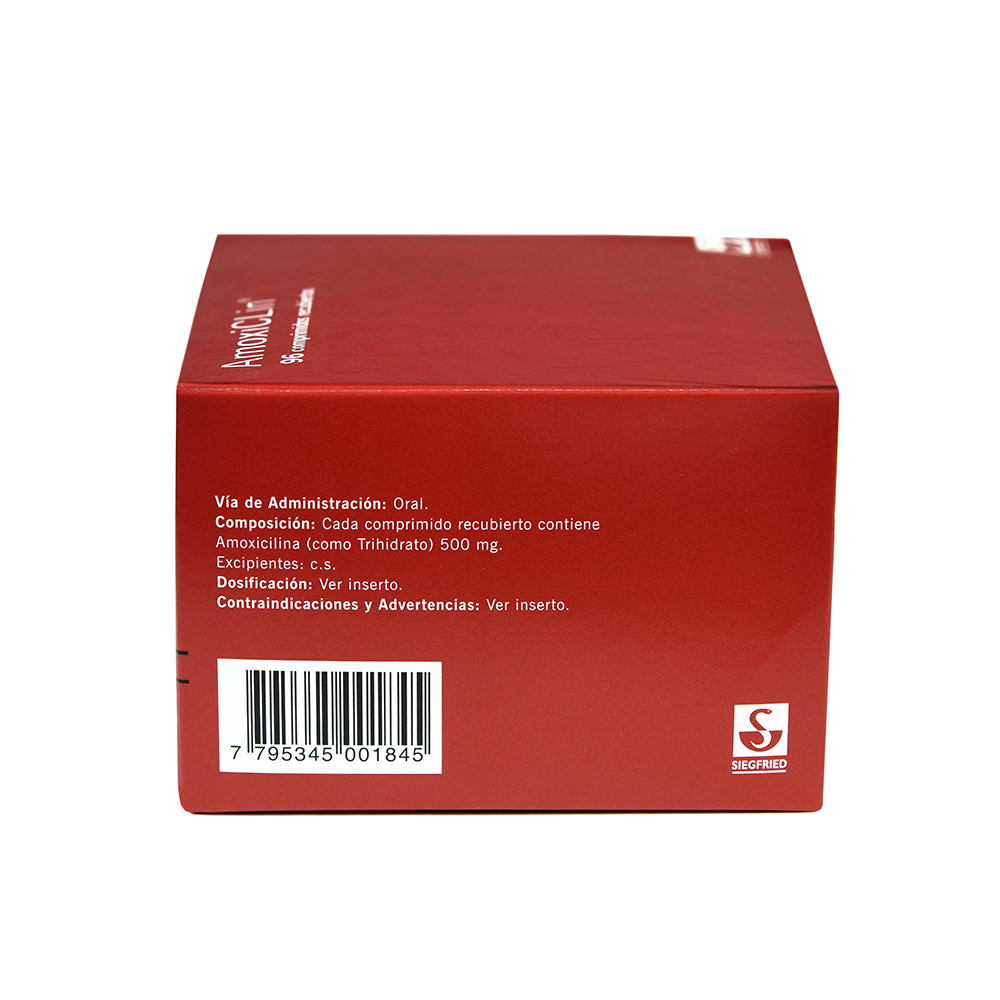 AmoxiCLin®
96 comprimidos recubiertos
Vía de Administración: Oral.
Composición: Cada comprimido recubierto contiene
Amoxicilina (como Trihidrato) 500 mg.
Excipientes: c.s.
Dosificación: Ver inserto.
Contraindicaciones y Advertencias: Ver inserto.
7 795345 001845
SIEGFRIED